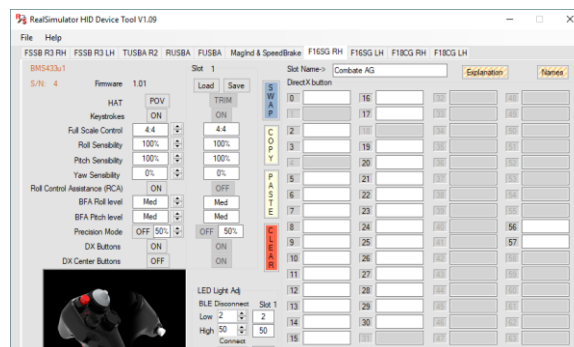 RealSimulator HID Device Tool V1.09
File Help
FSSB R3 RH FSSB R3 LH TUSBA R2 RUSBA FUSBA MagInd & SpeedBrake F16SG RH F16SG LH F18CG RH F18CG LH
BMS433u1 Slot 1 Slot Name-> Combate AG Explanation Names
S/N: 4 Firmware 1.01 Load Save DirectX button
HAT POV TRIM
Keystrokes ON ON
Full Scale Control 4:4 4:4
Roll Sensibility 100% 100%
Pitch Sensibility 100% 100%
Yaw Sensibility 0% 0%
Roll Control Assistance (RCA) ON OFF
BFA Roll level Med Med
BFA Pitch level Med Med
Precision Mode OFF 50% OFF 50%
DX Buttons ON ON
DX Center Buttons OFF ON
SWAP
COPY
PASTE
CLEAR
0 16
17
2
3 19
20
5 21
6 22
7 23
8 24 56
9 25 57
10 26
11 27
12 28
13 29
14 30
15
LED Light Adj
BLE Disconnect Slot 1
Low 2 2
High 50 50
Connect